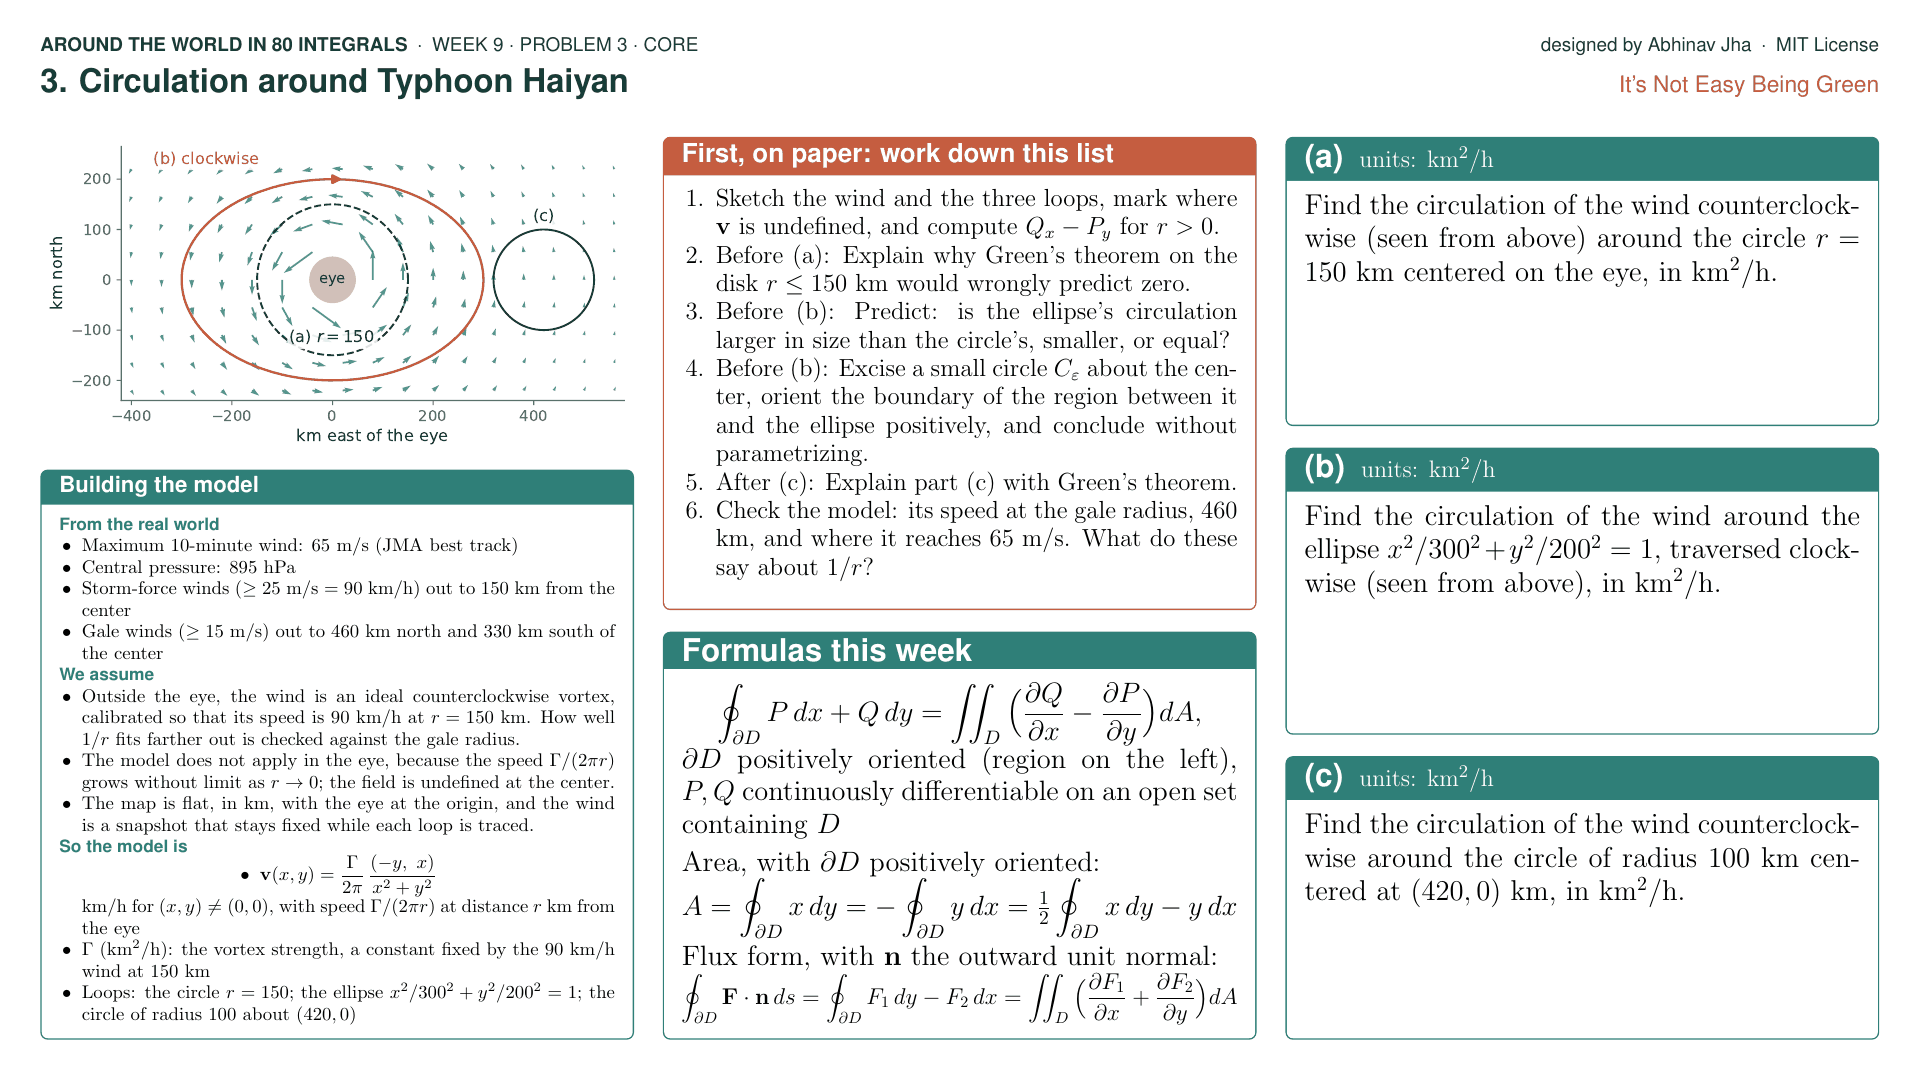 AROUND THE WORLD IN 80 INTEGRALS · WEEK 9 · PROBLEM 3 · CORE
designed by Abhinav Jha · MIT License
3. Circulation around Typhoon Haiyan
It's Not Easy Being Green
(b) clockwise
(c)
eye
(a) r = 150
200
100
0
−100
−200
km north
−400
−200
0
200
400
km east of the eye
Building the model
From the real world
• Maximum 10-minute wind: 65 m/s (JMA best track)
• Central pressure: 895 hPa
• Storm-force winds (≥ 25 m/s = 90 km/h) out to 150 km from the
center
• Gale winds (≥ 15 m/s) out to 460 km north and 330 km south of
the center
We assume
• Outside the eye, the wind is an ideal counterclockwise vortex,
calibrated so that its speed is 90 km/h at r = 150 km. How well
1/r fits farther out is checked against the gale radius.
• The model does not apply in the eye, because the speed Γ/(2πr)
grows without limit as r → 0; the field is undefined at the center.
• The map is flat, in km, with the eye at the origin, and the wind
is a snapshot that stays fixed while each loop is traced.
So the model is
• v(x, y) = Γ/2π (−y, x)/(x² + y²)
km/h for (x, y) ≠ (0, 0), with speed Γ/(2πr) at distance r km from
the eye
• Γ (km²/h): the vortex strength, a constant fixed by the 90 km/h
wind at 150 km
• Loops: the circle r = 150; the ellipse x²/300² + y²/200² = 1; the
circle of radius 100 about (420, 0)
First, on paper: work down this list
1. Sketch the wind and the three loops, mark where
v is undefined, and compute Qₓ − Pᵧ for r > 0.
2. Before (a): Explain why Green's theorem on the
disk r ≤ 150 km would wrongly predict zero.
3. Before (b): Predict: is the ellipse's circulation
larger in size than the circle's, smaller, or equal?
4. Before (b): Excise a small circle C_ε about the cen-
ter, orient the boundary of the region between it
and the ellipse positively, and conclude without
parametrizing.
5. After (c): Explain part (c) with Green's theorem.
6. Check the model: its speed at the gale radius, 460
km, and where it reaches 65 m/s. What do these
say about 1/r?
Formulas this week
∮_∂D P dx + Q dy = ∬_D (∂Q/∂x − ∂P/∂y) dA,
∂D positively oriented (region on the left),
P, Q continuously differentiable on an open set
containing D
Area, with ∂D positively oriented:
A = ∮_∂D x dy = − ∮_∂D y dx = ½ ∮_∂D x dy − y dx
Flux form, with n the outward unit normal:
∮_∂D F · n ds = ∮_∂D F₁ dy − F₂ dx = ∬_D (∂F₁/∂x + ∂F₂/∂y) dA
(a) units: km²/h
Find the circulation of the wind counterclock-
wise (seen from above) around the circle r =
150 km centered on the eye, in km²/h.
(b) units: km²/h
Find the circulation of the wind around the
ellipse x²/300² + y²/200² = 1, traversed clock-
wise (seen from above), in km²/h.
(c) units: km²/h
Find the circulation of the wind counterclock-
wise around the circle of radius 100 km cen-
tered at (420, 0) km, in km²/h.